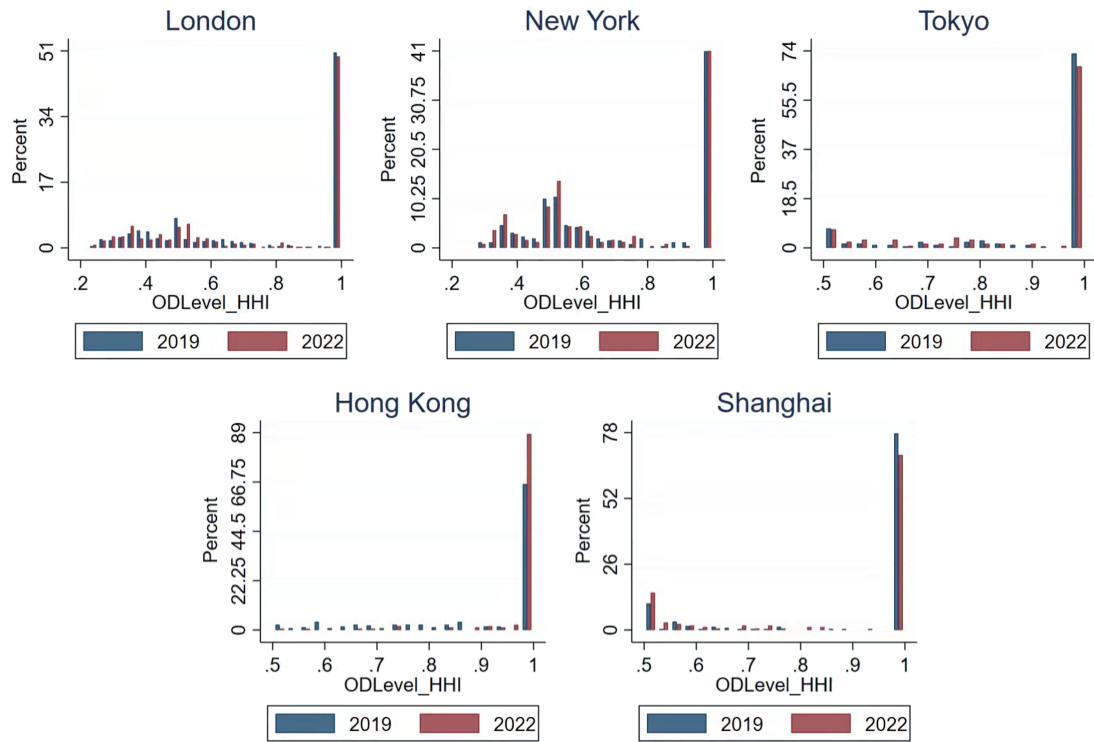 London
51
34
17
0
Percent
.2 .4 .6 .8 1
ODLevel_HHI
2019 2022
New York
41
30.75
20.5
10.25
0
Percent
.2 .4 .6 .8 1
ODLevel_HHI
2019 2022
Tokyo
74
55.5
37
18.5
0
Percent
.5 .6 .7 .8 .9 1
ODLevel_HHI
2019 2022
Hong Kong
89
66.75
44.5
22.25
0
Percent
.5 .6 .7 .8 .9 1
ODLevel_HHI
2019 2022
Shanghai
78
52
26
0
Percent
.5 .6 .7 .8 .9 1
ODLevel_HHI
2019 2022